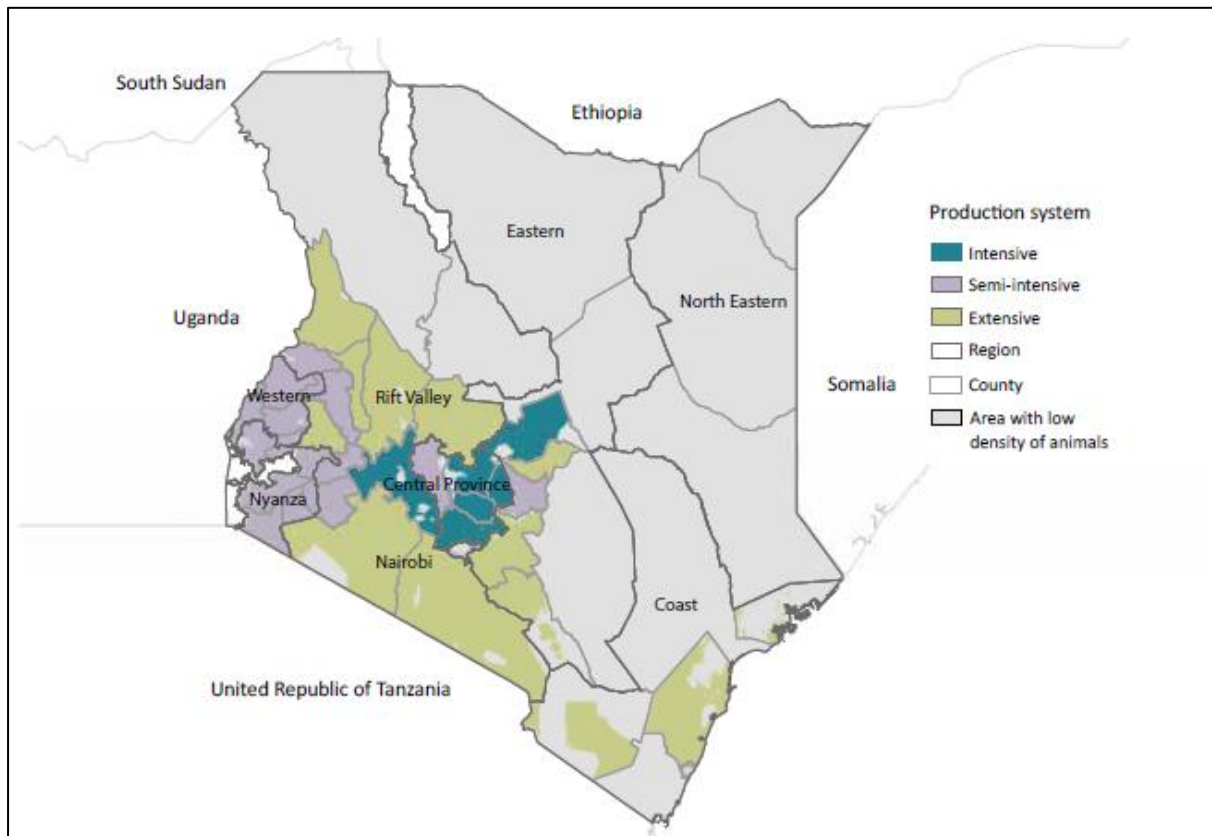 South Sudan
Ethiopia
Eastern
North Eastern
Uganda
Somalia
Western
Rift Valley
Central Province
Nyanza
Nairobi
Coast
United Republic of Tanzania
Production system
Intensive
Semi-intensive
Extensive
Region
County
Area with low
density of animals